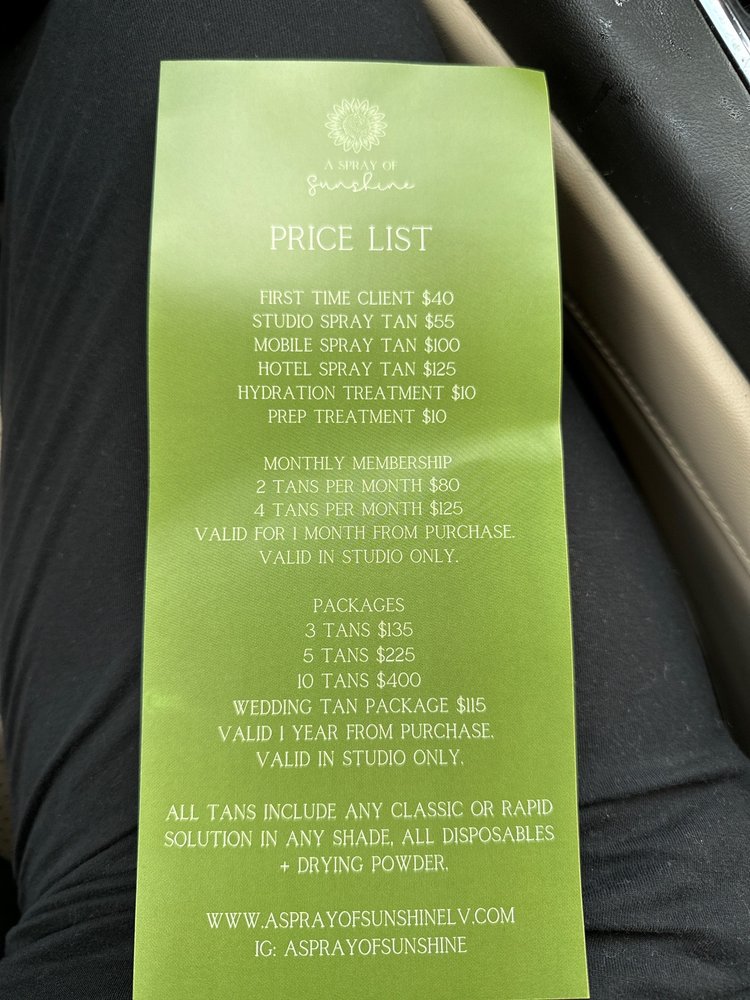 A SPRAY OF
Sunshine
PRICE LIST
FIRST TIME CLIENT $40
STUDIO SPRAY TAN $55
MOBILE SPRAY TAN $100
HOTEL SPRAY TAN $125
HYDRATION TREATMENT $10
PREP TREATMENT $10
MONTHLY MEMBERSHIP
2 TANS PER MONTH $80
4 TANS PER MONTH $125
VALID FOR 1 MONTH FROM PURCHASE.
VALID IN STUDIO ONLY.
PACKAGES
3 TANS $135
5 TANS $225
10 TANS $400
WEDDING TAN PACKAGE $115
VALID 1 YEAR FROM PURCHASE.
VALID IN STUDIO ONLY.
ALL TANS INCLUDE ANY CLASSIC OR RAPID
SOLUTION IN ANY SHADE, ALL DISPOSABLES
+ DRYING POWDER.
WWW.ASPRAYOFSUNSHINELV.COM
IG: ASPRAYOFSUNSHINE